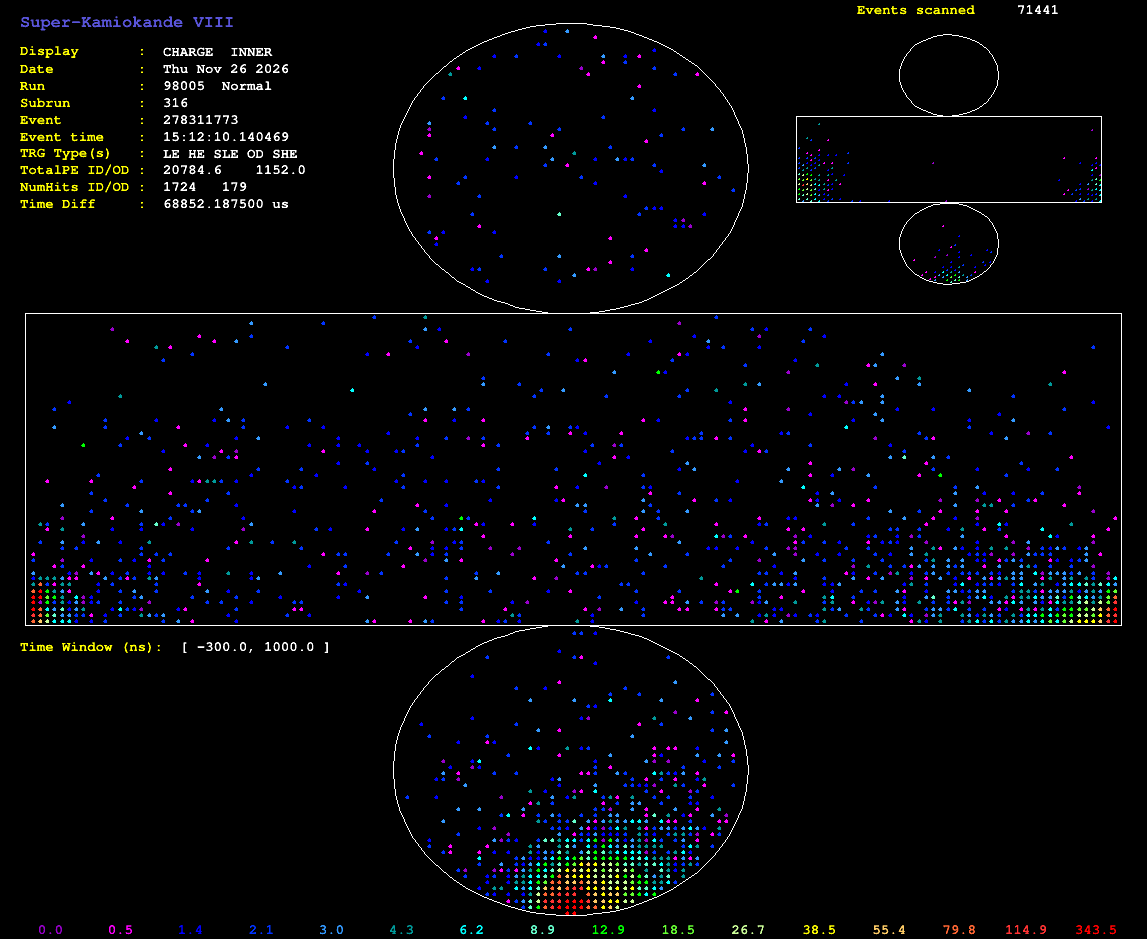 Super-Kamiokande VIII
Events scanned 71441
Display : CHARGE INNER
Date : Thu Nov 26 2026
Run : 98005 Normal
Subrun : 316
Event : 278311773
Event time : 15:12:10.140469
TRG Type(s) : LE HE SLE OD SHE
TotalPE ID/OD : 20784.6 1152.0
NumHits ID/OD : 1724 179
Time Diff : 68852.187500 us
Time Window (ns): [ -300.0, 1000.0 ]
0.0 0.5 1.4 2.1 3.0 4.3 6.2 8.9 12.9 18.5 26.7 38.5 55.4 79.8 114.9 343.5